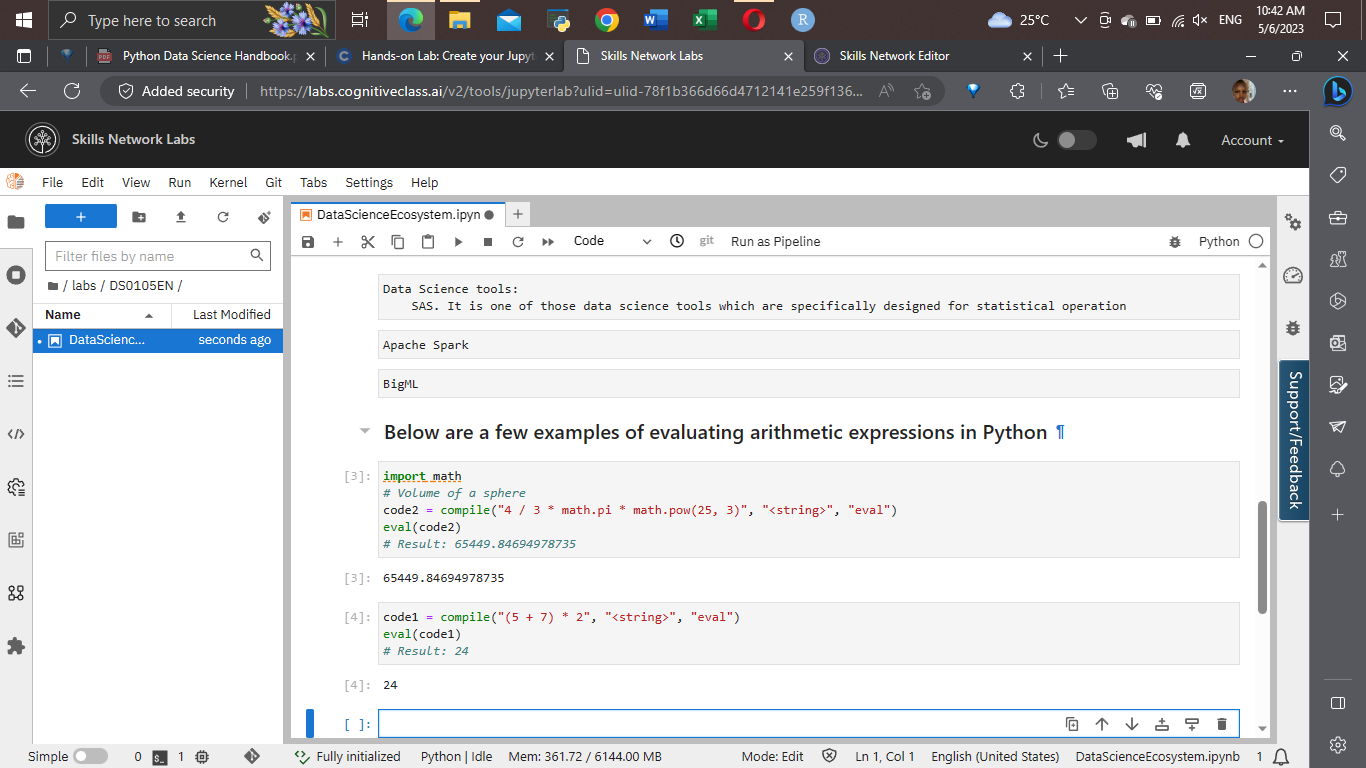 Type here to search
25°C
ENG
10:42 AM
5/6/2023
Python Data Science Handbook.p
Hands-on Lab: Create your Jupyt
Skills Network Labs
Skills Network Editor
Added security
https://labs.cognitiveclass.ai/v2/tools/jupyterlab?ulid=ulid-78f1b366d66d4712141e259f136...
Skills Network Labs
Account
File Edit View Run Kernel Git Tabs Settings Help
Filter files by name
/ labs / DS0105EN /
Name Last Modified
DataScienc... seconds ago
DataScienceEcosystem.ipyn
Code
git
Run as Pipeline
Python
Data Science tools:
SAS. It is one of those data science tools which are specifically designed for statistical operation
Apache Spark
BigML
Below are a few examples of evaluating arithmetic expressions in Python ¶
[3]: import math
# Volume of a sphere
code2 = compile("4 / 3 * math.pi * math.pow(25, 3)", "<string>", "eval")
eval(code2)
# Result: 65449.84694978735
[3]: 65449.84694978735
[4]: code1 = compile("(5 + 7) * 2", "<string>", "eval")
eval(code1)
# Result: 24
[4]: 24
[ ]:
Support/Feedback
Simple 0 1 Fully initialized Python | Idle Mem: 361.72 / 6144.00 MB Mode: Edit Ln 1, Col 1 English (United States) DataScienceEcosystem.ipynb 1